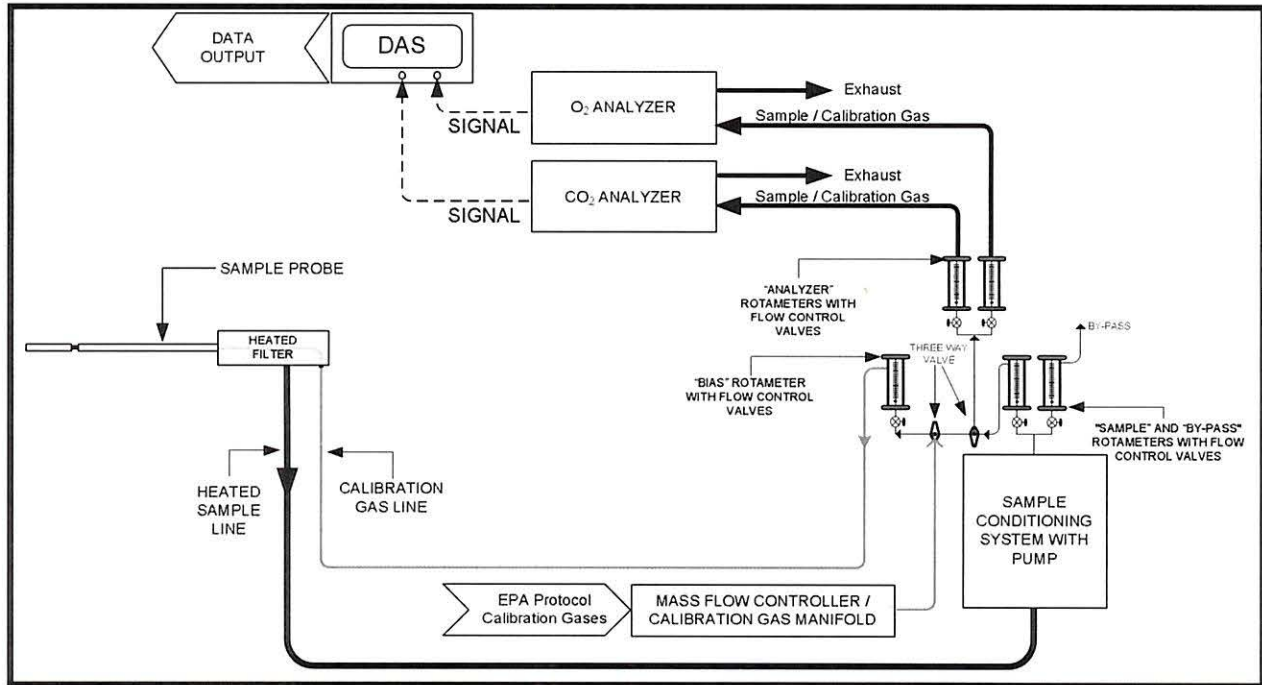 DATA
OUTPUT
DAS
O₂ ANALYZER
Exhaust
Sample / Calibration Gas
SIGNAL
CO₂ ANALYZER
Exhaust
Sample / Calibration Gas
SIGNAL
SAMPLE PROBE
HEATED
FILTER
"ANALYZER"
ROTAMETERS WITH
FLOW CONTROL
VALVES
BY-PASS
THREE WAY
VALVE
"BIAS" ROTAMETER
WITH FLOW CONTROL
VALVES
"SAMPLE" AND "BY-PASS"
ROTAMETERS WITH FLOW
CONTROL VALVES
HEATED
SAMPLE
LINE
CALIBRATION
GAS LINE
SAMPLE
CONDITIONING
SYSTEM WITH
PUMP
EPA Protocol
Calibration Gases
MASS FLOW CONTROLLER /
CALIBRATION GAS MANIFOLD